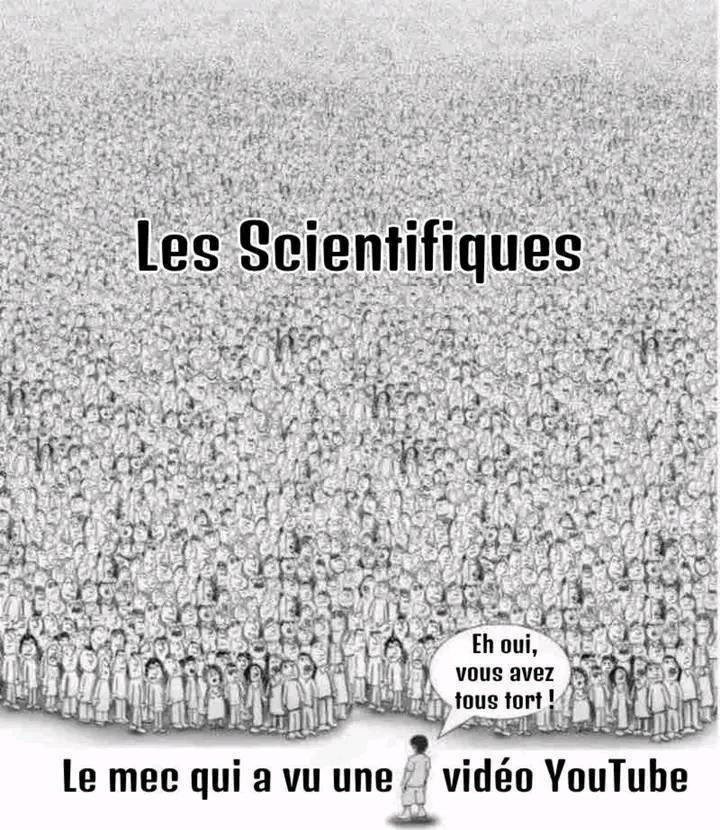 Les Scientifiques
Eh oui,
vous avez
tous tort !
Le mec qui a vu une vidéo YouTube